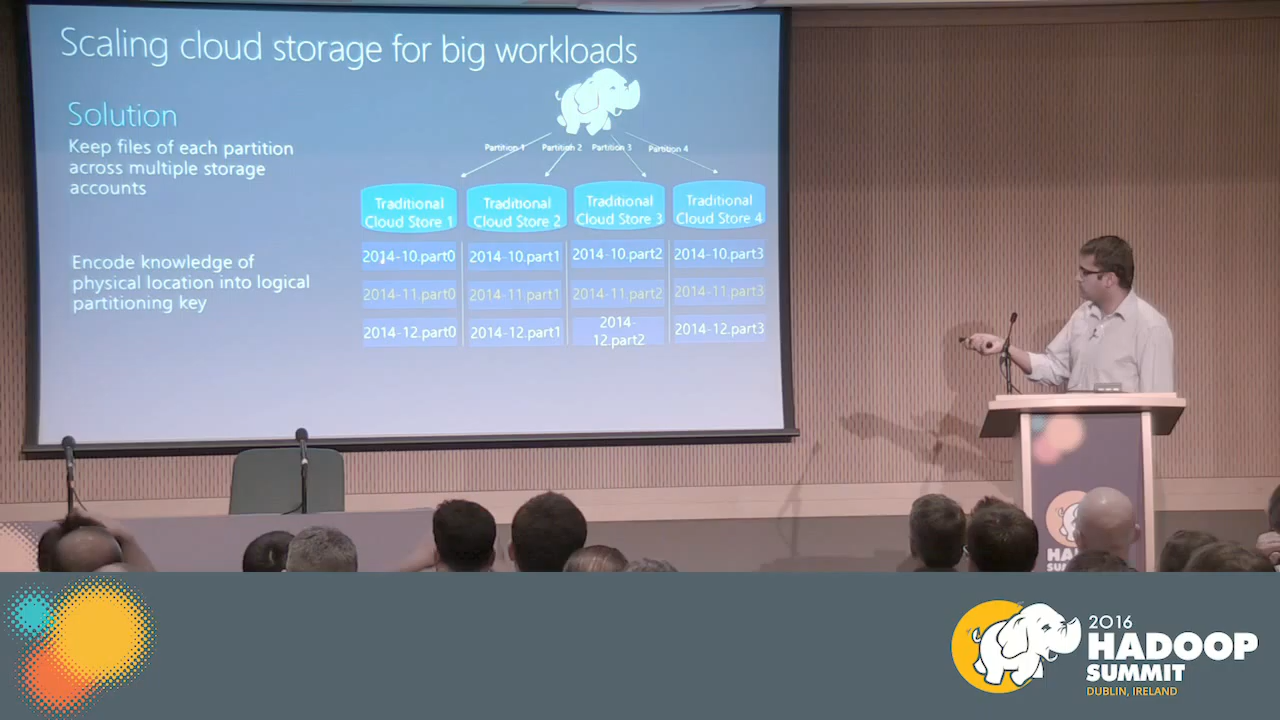 Scaling cloud storage for big workloads
Solution
Keep files of each partition
across multiple storage
accounts
Encode knowledge of
physical location into logical
partitioning key
Partition 1
Partition 2
Partition 3
Partition 4
Traditional
Cloud Store 1
Traditional
Cloud Store 2
Traditional
Cloud Store 3
Traditional
Cloud Store 4
2014-10.part0
2014-10.part1
2014-10.part2
2014-10.part3
2014-11.part0
2014-11.part1
2014-11.part2
2014-11.part3
2014-12.part0
2014-12.part1
2014-
12.part2
2014-12.part3
2016
HADOOP
SUMMIT
DUBLIN, IRELAND